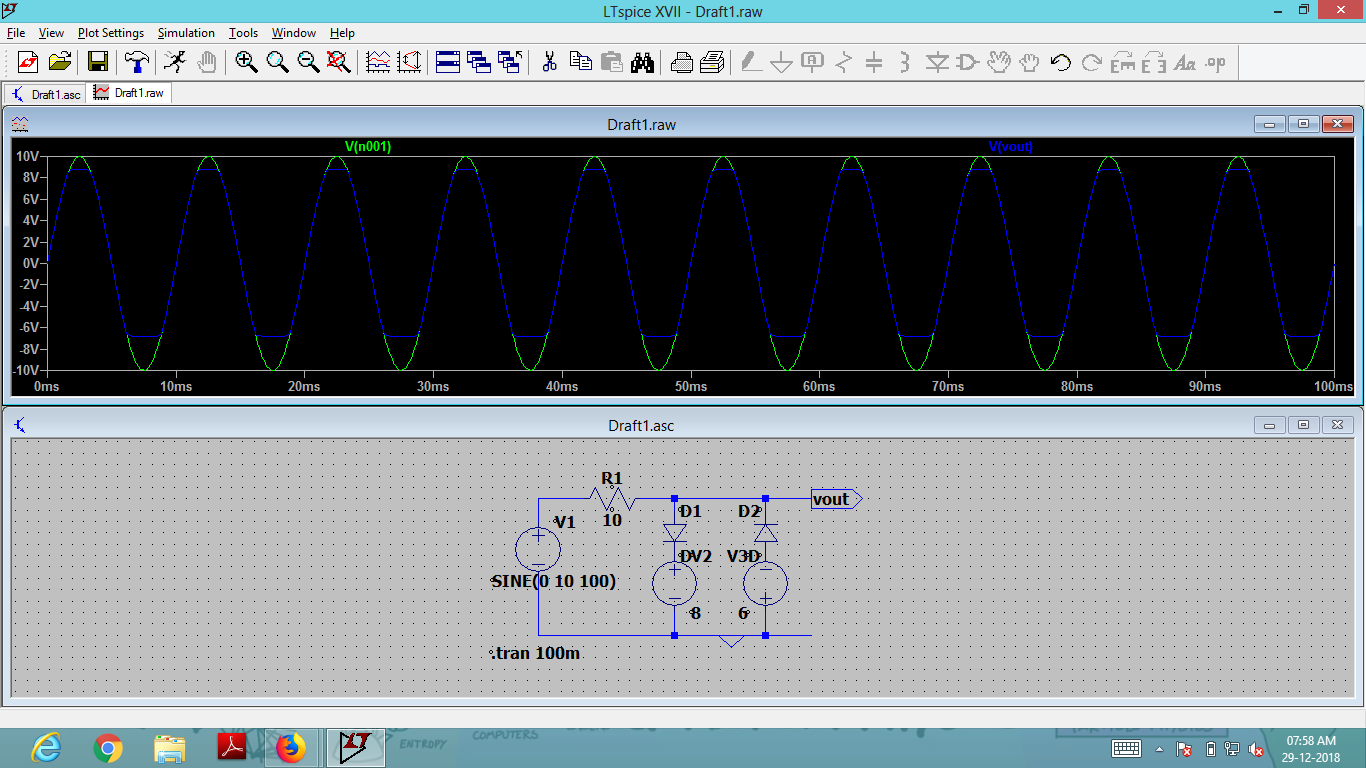 LTspice XVII - Draft1.raw
File View Plot Settings Simulation Tools Window Help
Draft1.asc Draft1.raw
Draft1.raw
V(n001) V(vout)
10V
8V
6V
4V
2V
0V
-2V
-4V
-6V
-8V
-10V
0ms 10ms 20ms 30ms 40ms 50ms 60ms 70ms 80ms 90ms 100ms
Draft1.asc
R1
vout
D1 D2
V1 10
D V2 V3 D
SINE(0 10 100)
8 6
.tran 100m
ENTROPY COMPUTERS
07:58 AM
29-12-2018